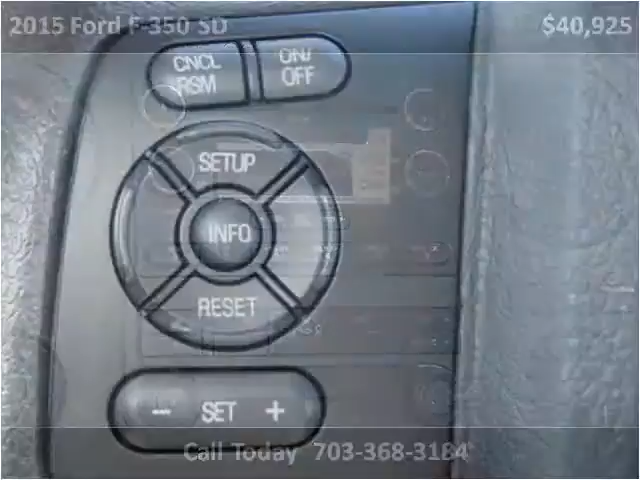 2015 Ford F-350 SD $40,925
CNCL ON/
RSM OFF
SETUP
INFO
RESET
- SET +
Call Today 703-368-3184